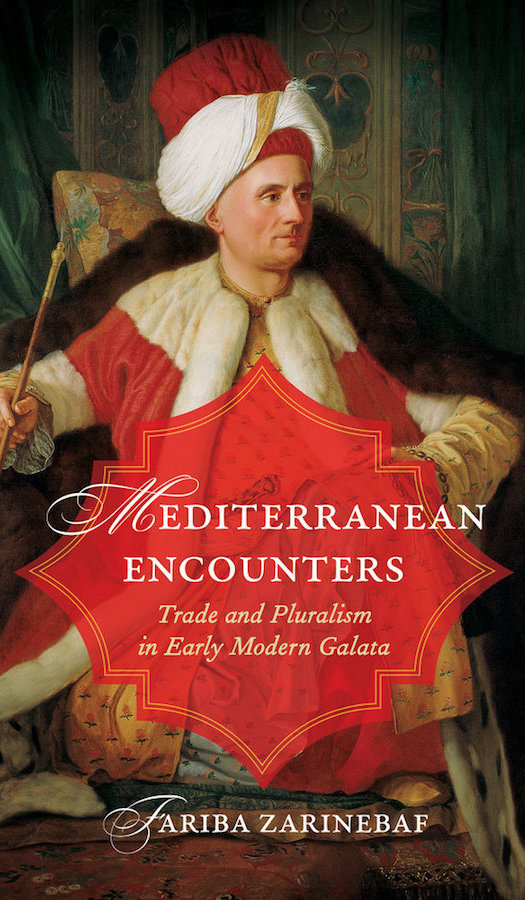 MEDITERRANEAN
ENCOUNTERS
Trade and Pluralism
in Early Modern Galata
FARIBA ZARINEBAF